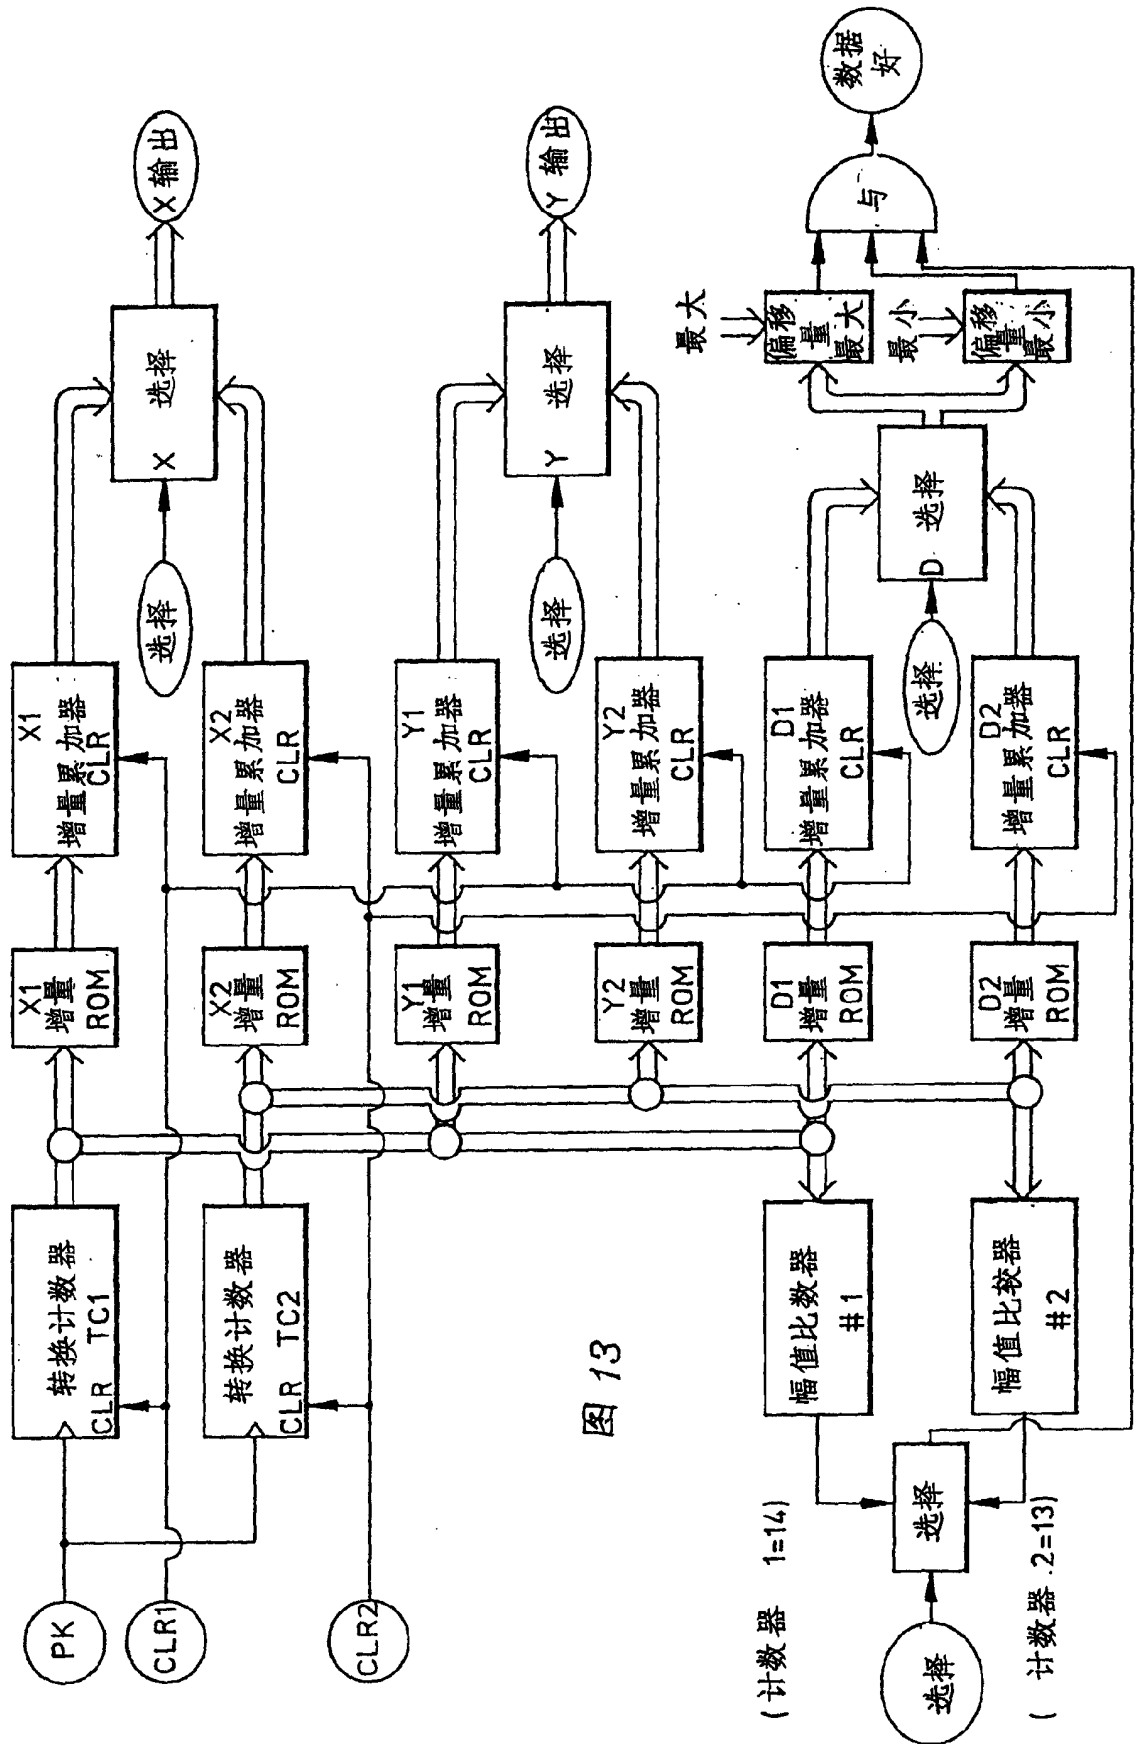 PK
CLR1
CLR2
转换计数器
TC1
CLR
转换计数器
TC2
CLR
X1
增量
ROM
X2
增量
ROM
X1
增量累加器
CLR
X2
增量累加器
CLR
选择
X 选择
X 输出
Y1
增量
ROM
Y2
增量
ROM
Y1
增量累加器
CLR
Y2
增量累加器
CLR
选择
Y 选择
Y 输出
(计数器 1=14)
选择
选择
( 计数器.2=13)
幅值比数器
#1
幅值比较器
#2
D1
增量
ROM
D2
增量
ROM
D1
增量累加器
CLR
D2
增量累加器
CLR
选择
D 选择
最大
偏移
量
最大
最小
偏移
量
最小
与
数据
好
图 13